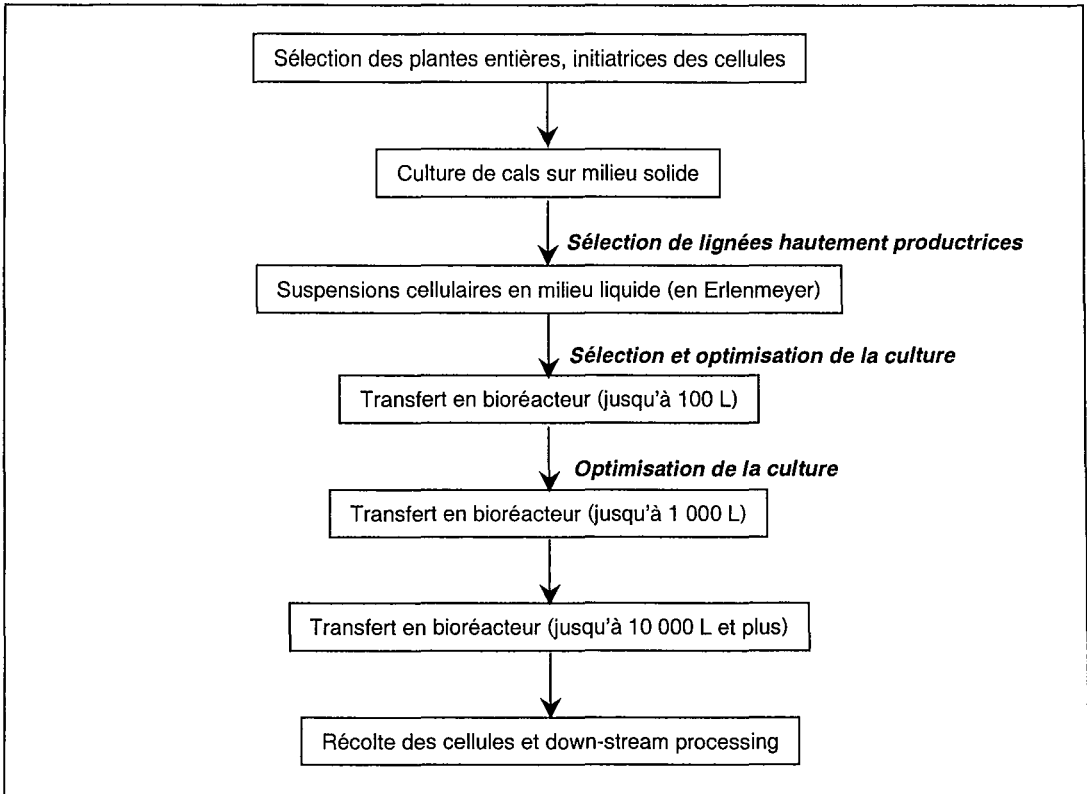 Sélection des plantes entières, initiatrices des cellules
Culture de cals sur milieu solide
Sélection de lignées hautement productrices
Suspensions cellulaires en milieu liquide (en Erlenmeyer)
Sélection et optimisation de la culture
Transfert en bioréacteur (jusqu'à 100 L)
Optimisation de la culture
Transfert en bioréacteur (jusqu'à 1 000 L)
Transfert en bioréacteur (jusqu'à 10 000 L et plus)
Récolte des cellules et down-stream processing